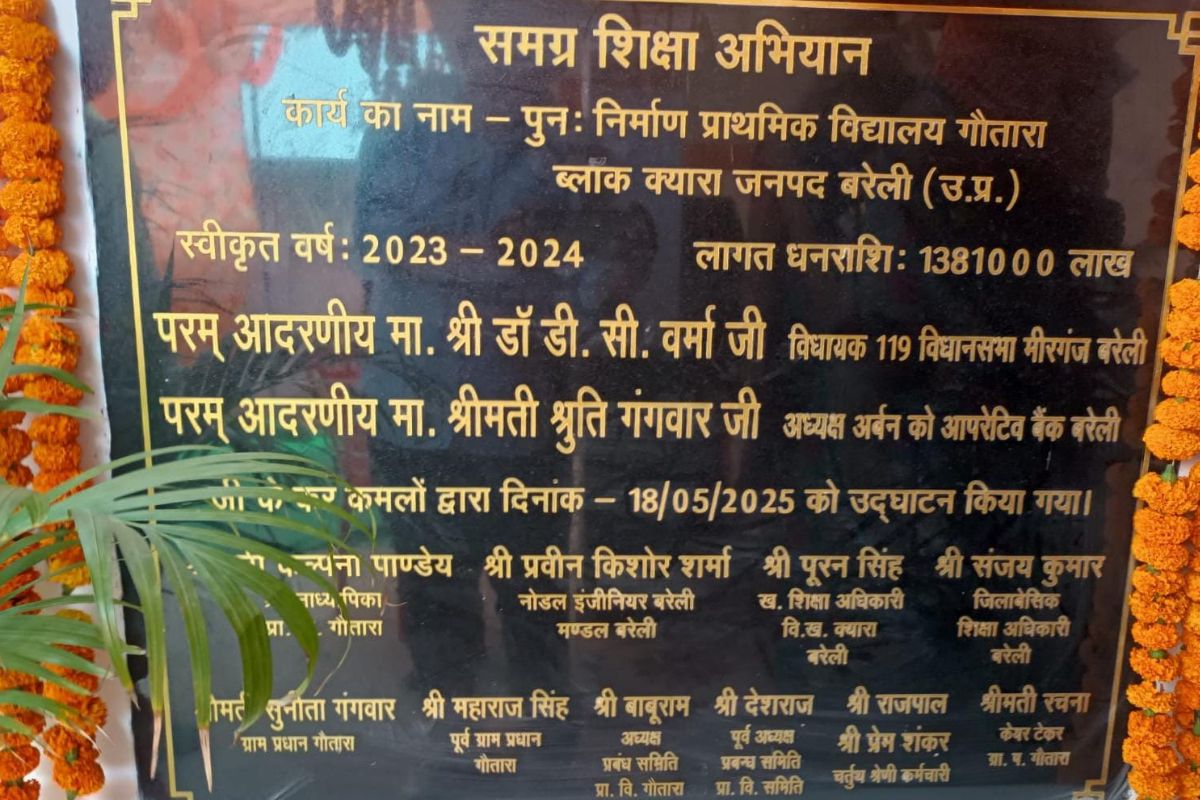 समग्र शिक्षा अभियान
कार्य का नाम – पुनः निर्माण प्राथमिक विद्यालय गौतारा
ब्लाक क्यारा जनपद बरेली (उ.प्र.)
स्वीकृत वर्ष: 2023 – 2024 लागत धनराशि: 1381000 लाख
परम् आदरणीय मा. श्री डॉ डी. सी. वर्मा जी विधायक 119 विधानसभा मीरगंज बरेली
परम् आदरणीय मा. श्रीमती श्रुति गंगवार जी अध्यक्ष अर्बन को आपरेटिव बैंक बरेली
जी के कर कमलों द्वारा दिनांक – 18/05/2025 को उद्घाटन किया गया।
पाण्डेय श्री प्रवीन किशोर शर्मा श्री पूरन सिंह श्री संजय कुमार
नोडल इंजीनियर बरेली ख. शिक्षा अधिकारी जिलाबेसिक
गौतारा मण्डल बरेली वि.ख. क्यारा शिक्षा अधिकारी
बरेली बरेली
सुनीता गंगवार श्री महाराज सिंह श्री बाबूराम श्री देशराज श्री राजपाल श्रीमती रचना
ग्राम प्रधान गौतारा पूर्व ग्राम प्रधान अध्यक्ष पूर्व अध्यक्ष श्री प्रेम शंकर केयर टेकर
गौतारा प्रबंध समिति प्रबन्ध समिति चर्तुथ श्रेणी कर्मचारी ग्रा. प. गौतारा
प्रा. वि. गौतारा प्रा. वि. समिति